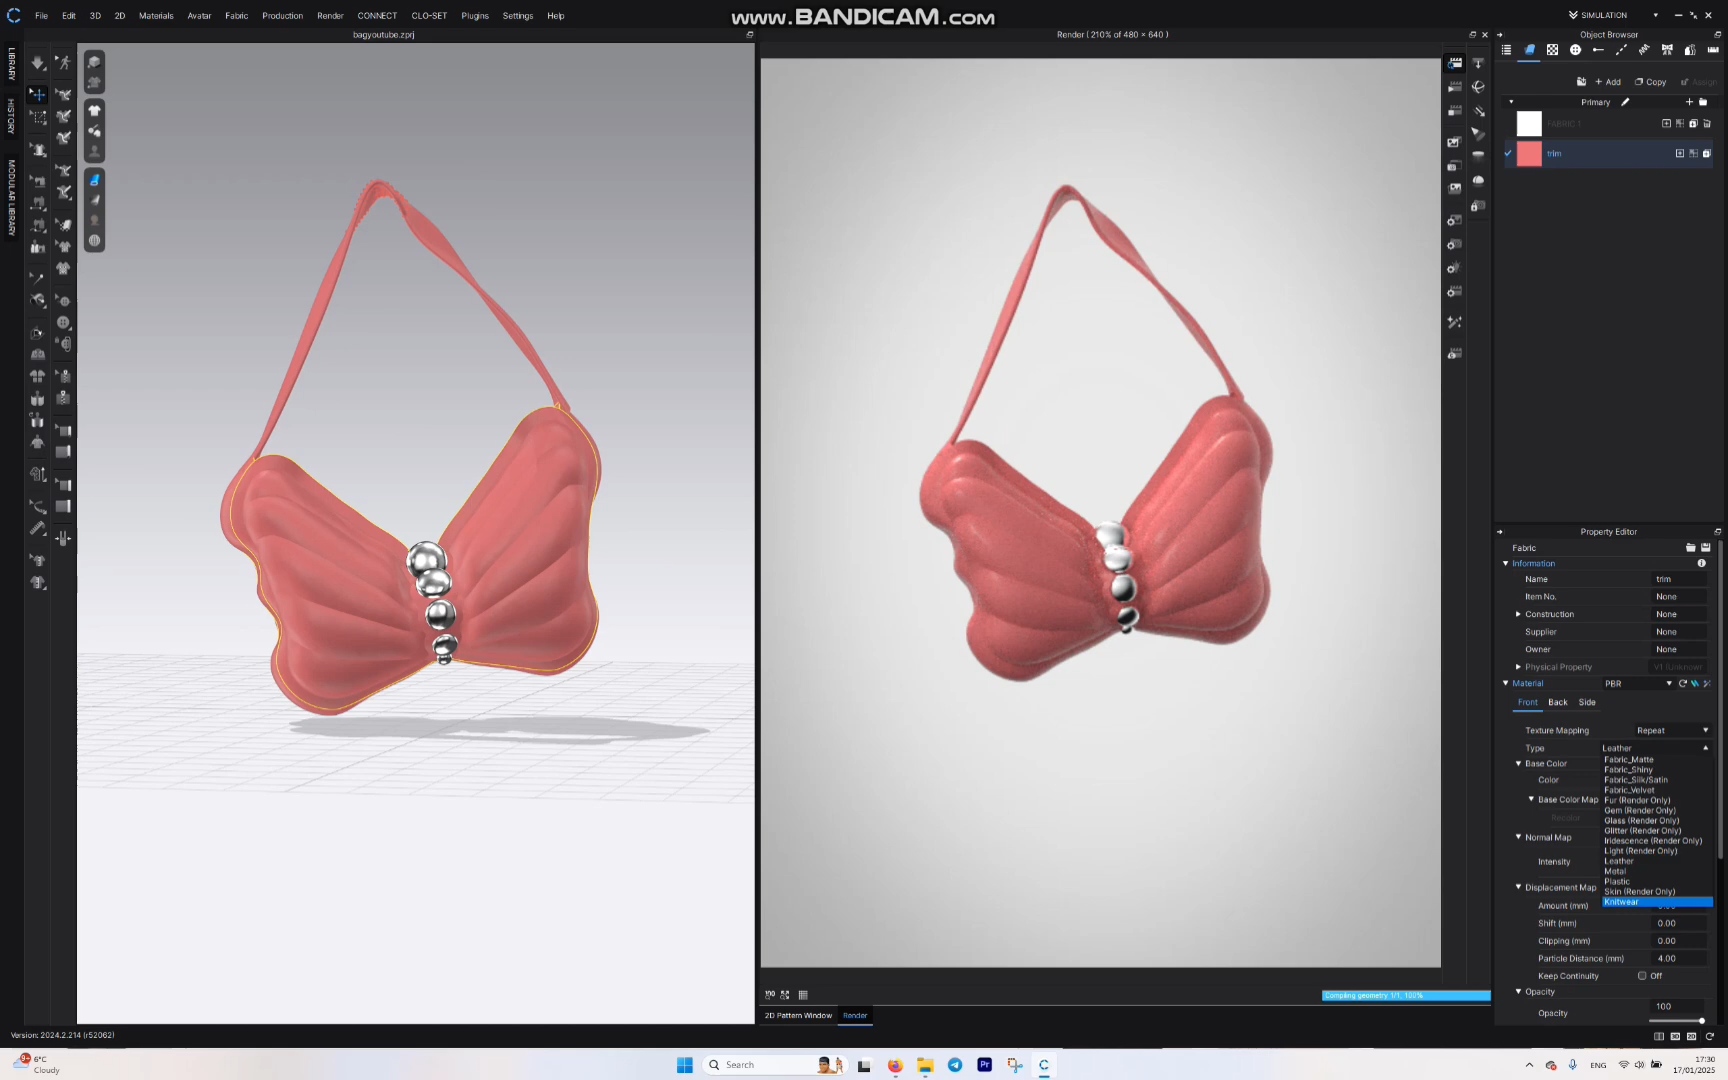 www.BANDICAM.com
File Edit 3D 2D Materials Avatar Fabric Production Render CONNECT CLO-SET Plugins Settings Help
SIMULATION
bagyoutube.zprj
Render ( 210% of 480 × 640 )
Object Browser
LIBRARY
HISTORY
MODULAR LIBRARY
+ Add
Copy
Assign
Primary
FABRIC 1
trim
Property Editor
Fabric
Information
Name trim
Item No. None
Construction None
Supplier None
Owner None
Physical Property V1 (Unknown
Material PBR
Front Back Side
Texture Mapping Repeat
Type Leather
Fabric_Matte
Fabric_Shiny
Base Color
Color
Fabric_Silk/Satin
Fabric_Velvet
Base Color Map
Fur (Render Only)
Gem (Render Only)
Recolor
Glass (Render Only)
Glitter (Render Only)
Normal Map
Iridescence (Render Only)
Light (Render Only)
Intensity
Leather
Metal
Plastic
Displacement Map
Skin (Render Only)
Knitwear
Amount (mm)
Shift (mm) 0.00
Clipping (mm) 0.00
Particle Distance (mm) 4.00
Keep Continuity Off
Opacity
Opacity 100
Compiling geometry 1/1, 100%
2D Pattern Window Render
Version: 2024.2.214 (r52062)
6°C
Cloudy
Search
ENG
17:30
17/01/2025